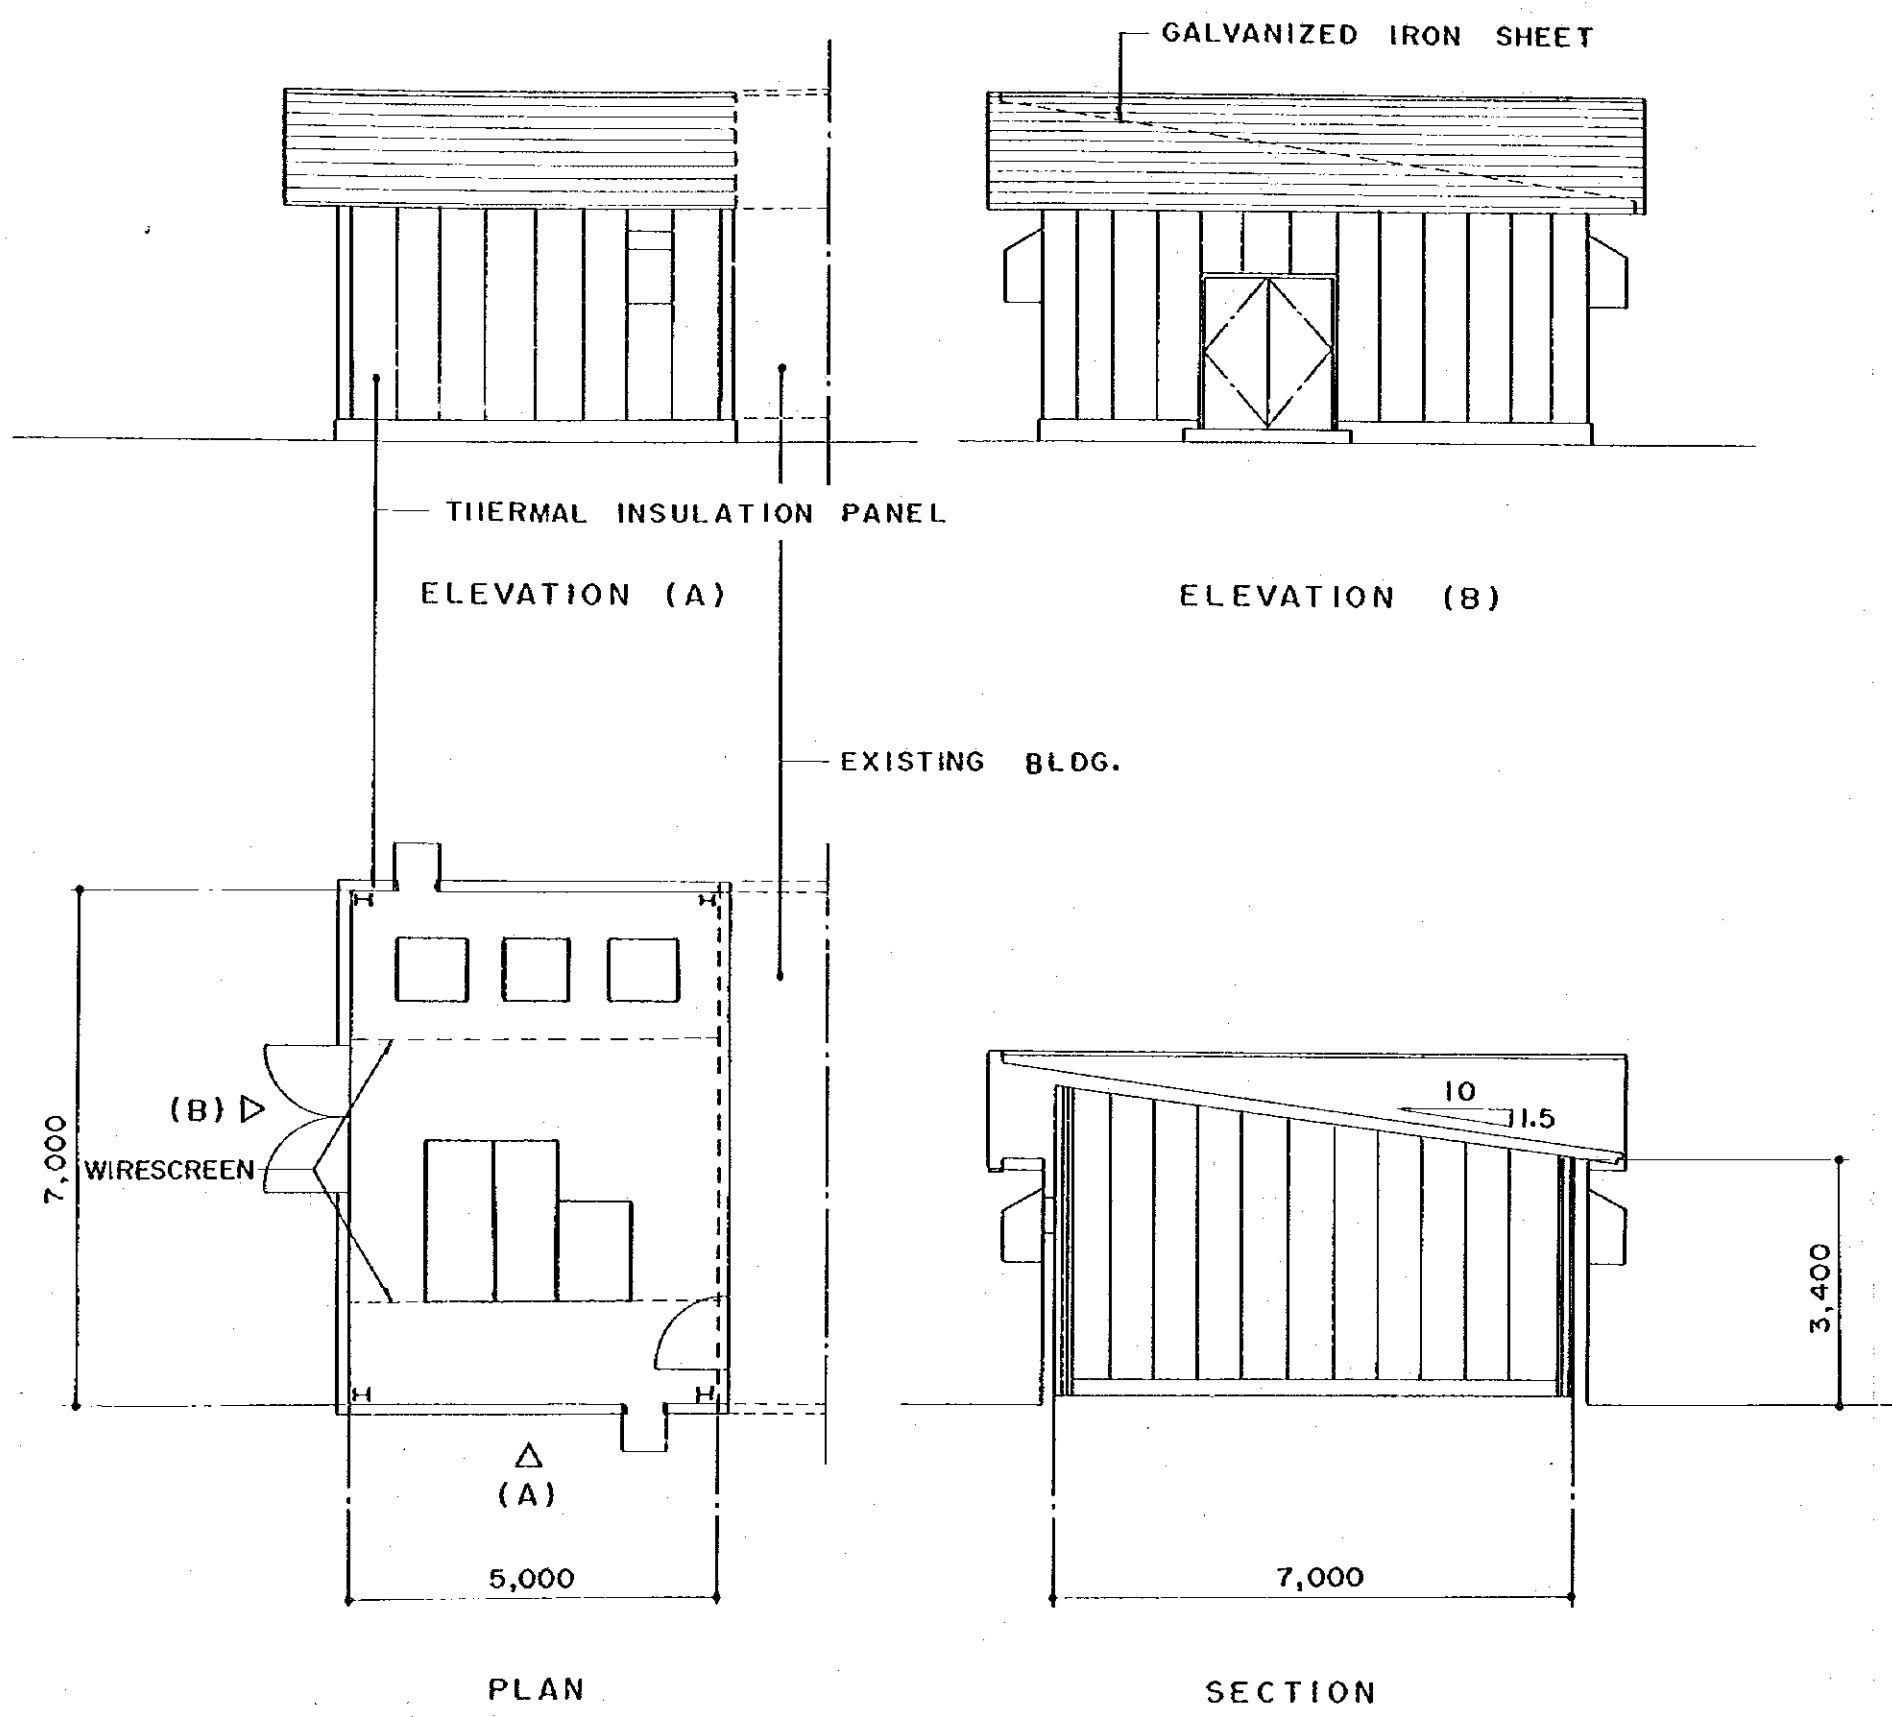 GALVANIZED IRON SHEET
THERMAL INSULATION PANEL
ELEVATION (A)
ELEVATION (B)
EXISTING BLDG.
10
1.5
(B)
7,000
WIRESCREEN
3,400
(A)
5,000
7,000
PLAN
SECTION